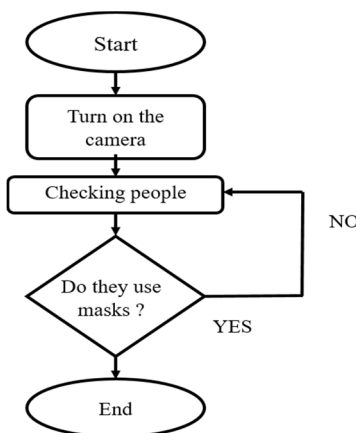 Start
Turn on the
camera
Checking people
NO
Do they use
masks ?
YES
End